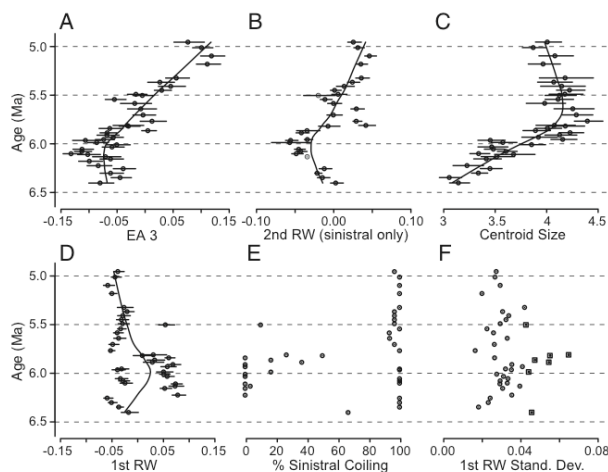 A B C
5.0
5.5
6.0
6.5
Age (Ma)
-0.15 -0.05 0.05 0.15
-0.10 0.00 0.10
3 3.5 4 4.5
EA 3
2nd RW (sinistral only)
Centroid Size
D E F
5.0
5.5
6.0
6.5
Age (Ma)
-0.15 -0.05 0.05 0.15
0 20 40 60 80 100
0.00 0.04 0.08
1st RW
% Sinistral Coiling
1st RW Stand. Dev.